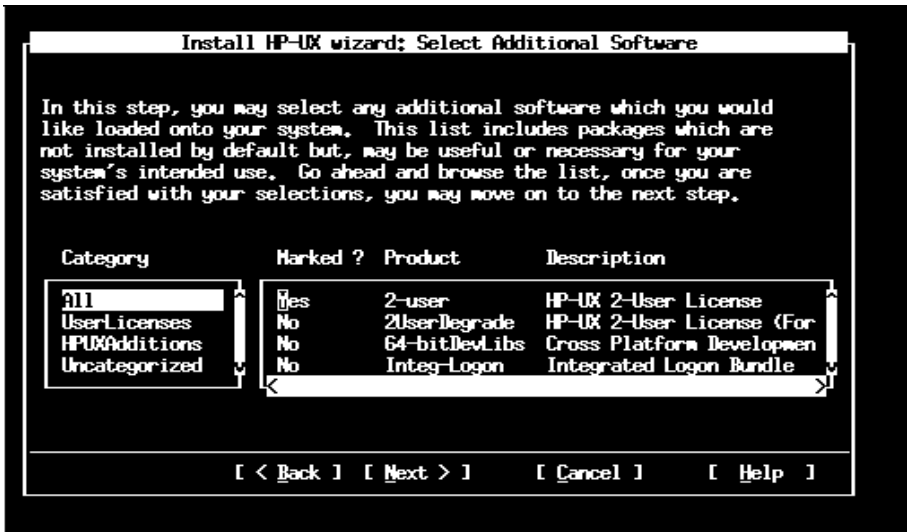 Install HP-UX wizard: Select Additional Software
In this step, you may select any additional software which you would
like loaded onto your system.  This list includes packages which are
not installed by default but, may be useful or necessary for your
system's intended use.  Go ahead and browse the list, once you are
satisfied with your selections, you may move on to the next step.
Category Marked ? Product Description
All Yes 2-user HP-UX 2-User License
UserLicenses No 2UserDegrade HP-UX 2-User License (For
HPUXAdditions No 64-bitDevLibs Cross Platform Developmen
Uncategorized No Integ-Logon Integrated Logon Bundle
[ < Back ] [ Next > ] [ Cancel ] [ Help ]